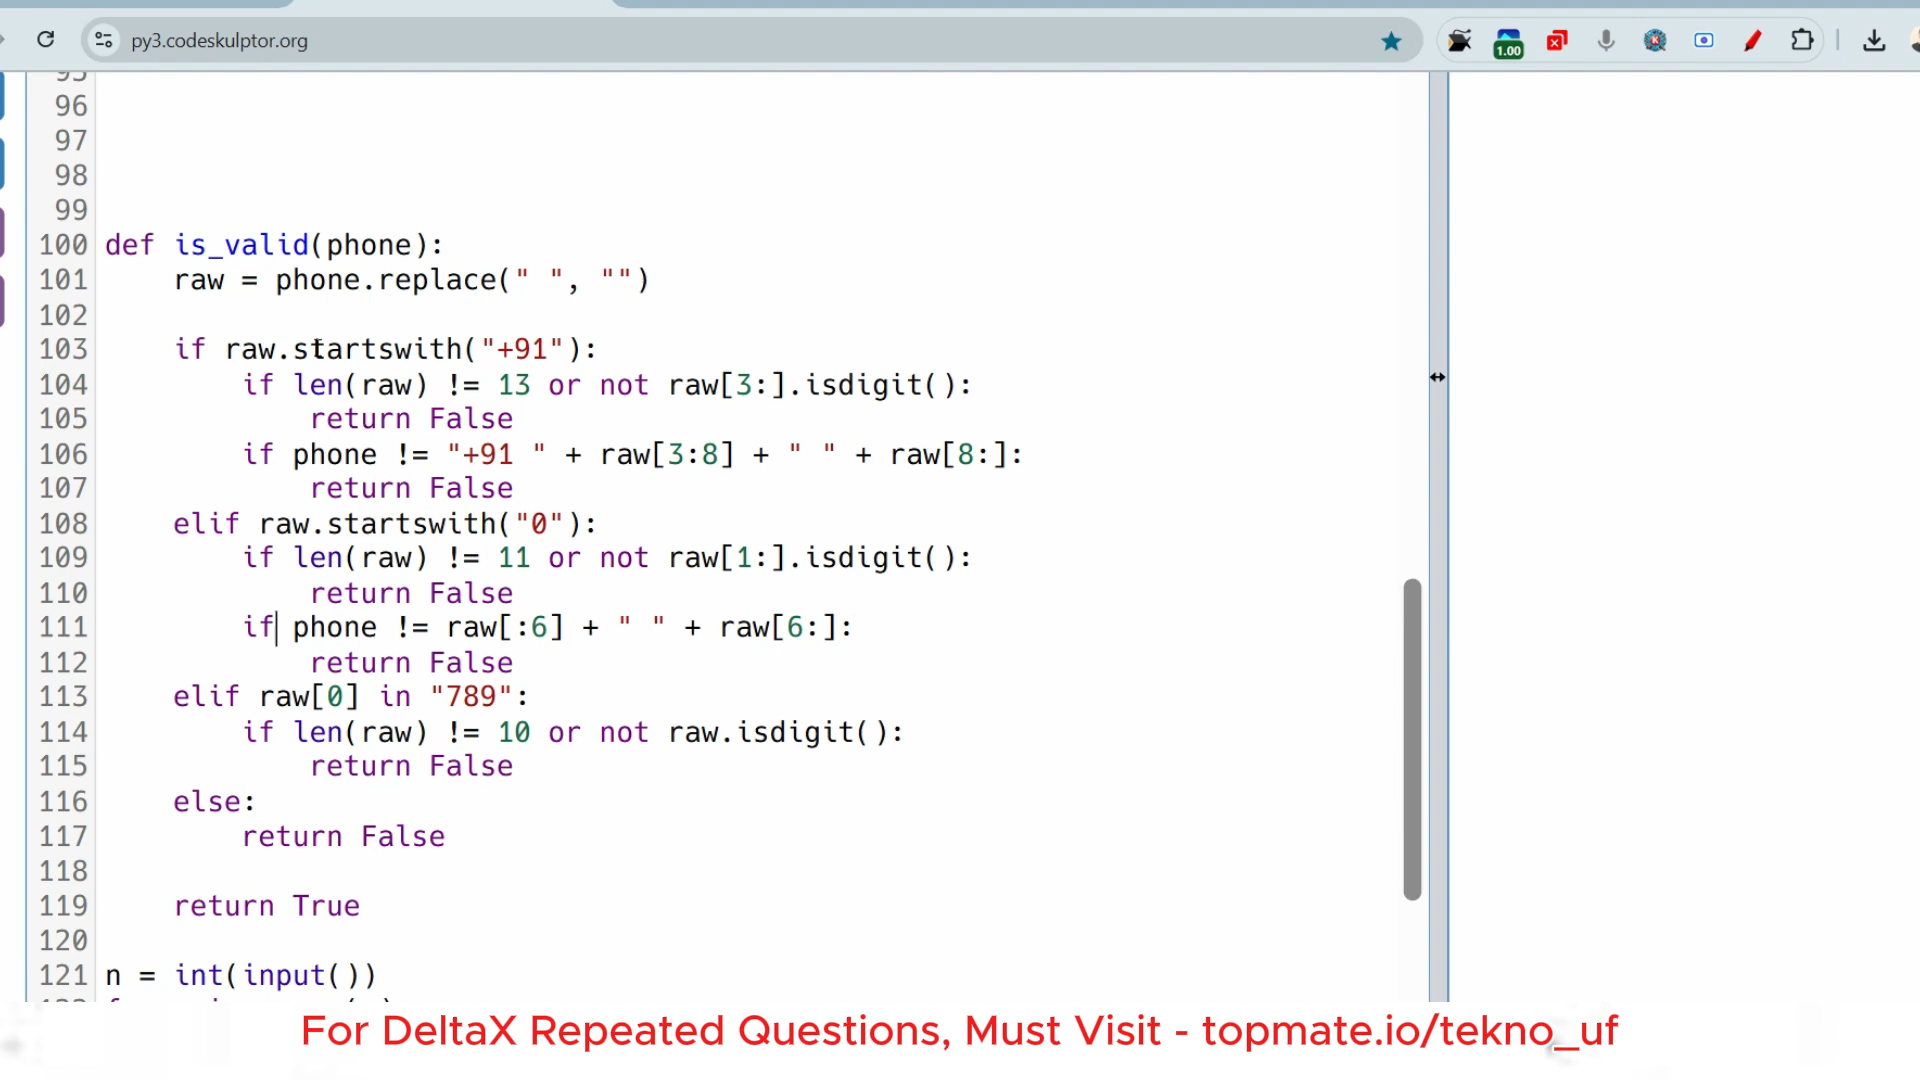 py3.codeskulptor.org
1.00
95
96
97
98
99
100 def is_valid(phone):
101     raw = phone.replace(" ", "")
102
103     if raw.startswith("+91"):
104         if len(raw) != 13 or not raw[3:].isdigit():
105             return False
106         if phone != "+91 " + raw[3:8] + " " + raw[8:]:
107             return False
108     elif raw.startswith("0"):
109         if len(raw) != 11 or not raw[1:].isdigit():
110             return False
111         if phone != raw[:6] + " " + raw[6:]:
112             return False
113     elif raw[0] in "789":
114         if len(raw) != 10 or not raw.isdigit():
115             return False
116     else:
117         return False
118
119     return True
120
121 n = int(input())
For DeltaX Repeated Questions, Must Visit - topmate.io/tekno_uf